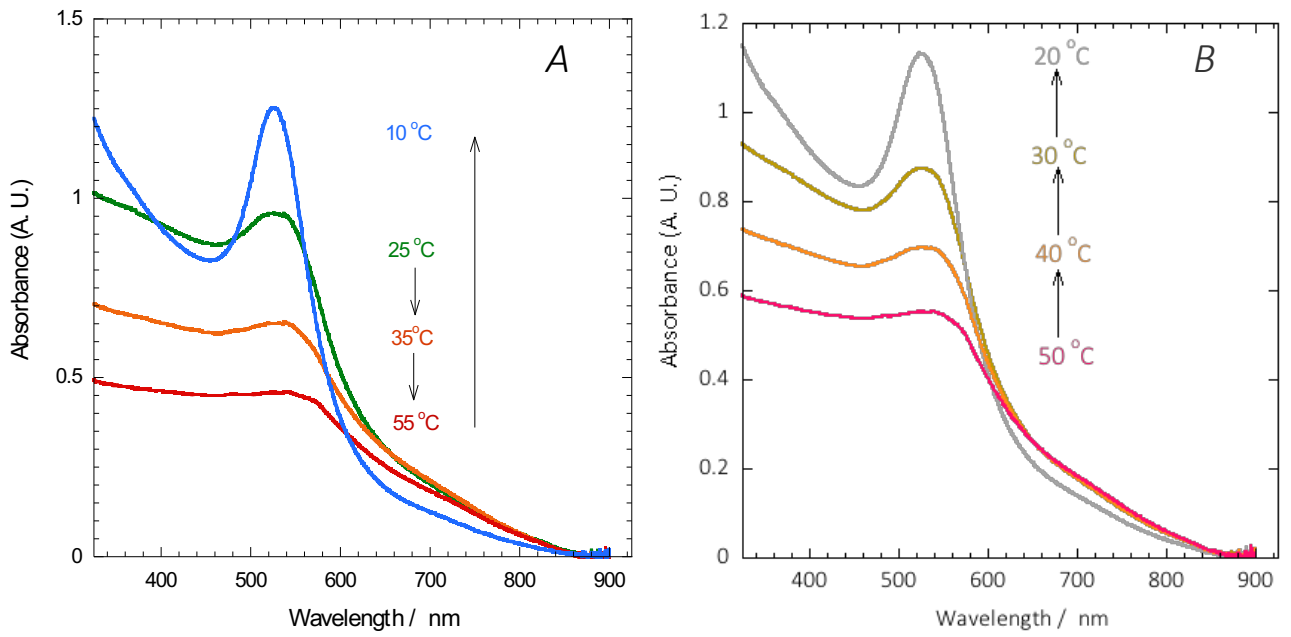 A
1.5
1
0.5
0
Absorbance (A. U.)
10 °C
25 °C
35°C
55 °C
400 500 600 700 800 900
Wavelength / nm
B
1.2
1
0.8
0.6
0.4
0.2
0
Absorbance (A. U.)
20 °C
30 °C
40 °C
50 °C
400 500 600 700 800 900
Wavelength / nm